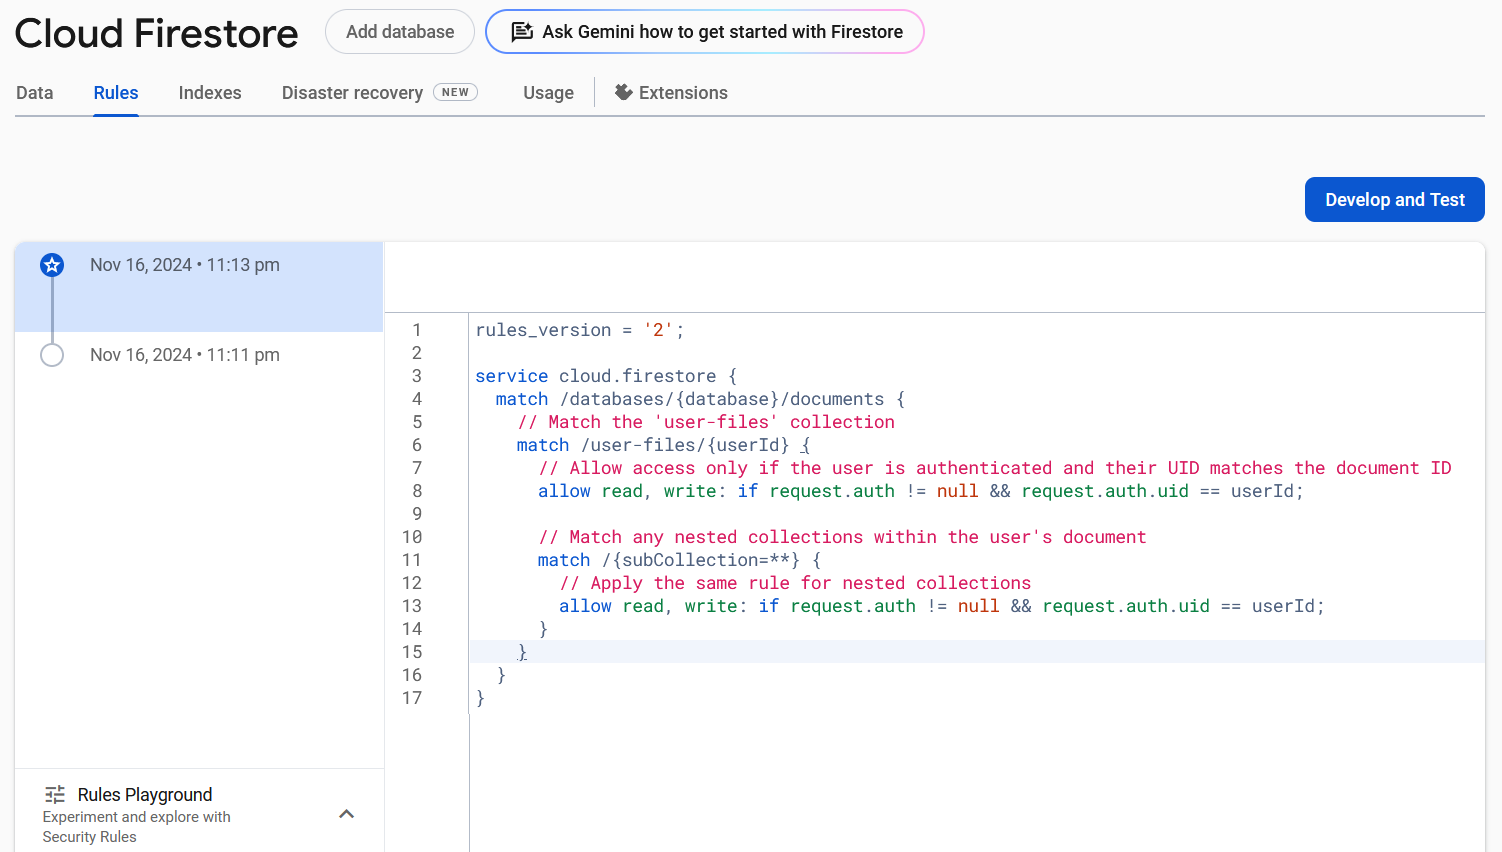 Cloud Firestore
Add database
Ask Gemini how to get started with Firestore
Data
Rules
Indexes
Disaster recovery NEW
Usage
Extensions
Develop and Test
Nov 16, 2024 • 11:13 pm
Nov 16, 2024 • 11:11 pm
1 rules_version = '2';
2
3 service cloud.firestore {
4 match /databases/{database}/documents {
5 // Match the 'user-files' collection
6 match /user-files/{userId} {
7 // Allow access only if the user is authenticated and their UID matches the document ID
8 allow read, write: if request.auth != null && request.auth.uid == userId;
9
10 // Match any nested collections within the user's document
11 match /{subCollection=**} {
12 // Apply the same rule for nested collections
13 allow read, write: if request.auth != null && request.auth.uid == userId;
14 }
15 }
16 }
17 }
Rules Playground
Experiment and explore with
Security Rules